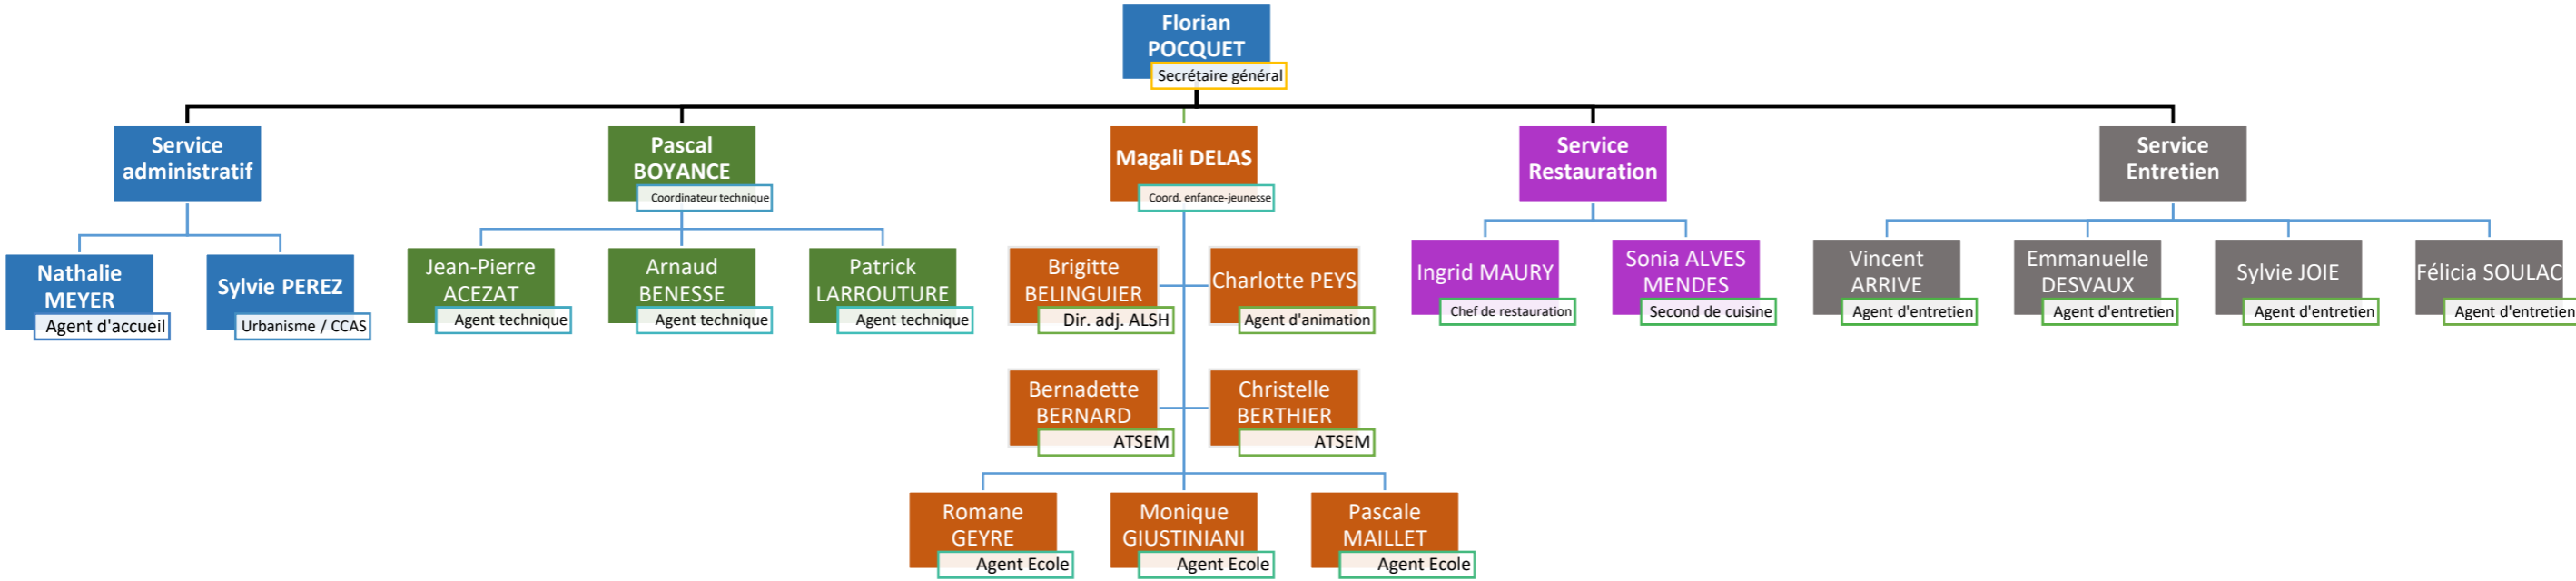 Florian
POCQUET
Secrétaire général
Service
administratif
Pascal
BOYANCE
Coordinateur technique
Magali DELAS
Coord. enfance-jeunesse
Service
Restauration
Service
Entretien
Nathalie
MEYER
Agent d'accueil
Sylvie PEREZ
Urbanisme / CCAS
Jean-Pierre
ACEZAT
Agent technique
Arnaud
BENESSE
Agent technique
Patrick
LARROUTURE
Agent technique
Brigitte
BELINGUIER
Dir. adj. ALSH
Charlotte PEYS
Agent d'animation
Ingrid MAURY
Chef de restauration
Sonia ALVES
MENDES
Second de cuisine
Vincent
ARRIVE
Agent d'entretien
Emmanuelle
DESVAUX
Agent d'entretien
Sylvie JOIE
Agent d'entretien
Félicia SOULAC
Agent d'entretien
Bernadette
BERNARD
ATSEM
Christelle
BERTHIER
ATSEM
Romane
GEYRE
Agent Ecole
Monique
GIUSTINIANI
Agent Ecole
Pascale
MAILLET
Agent Ecole